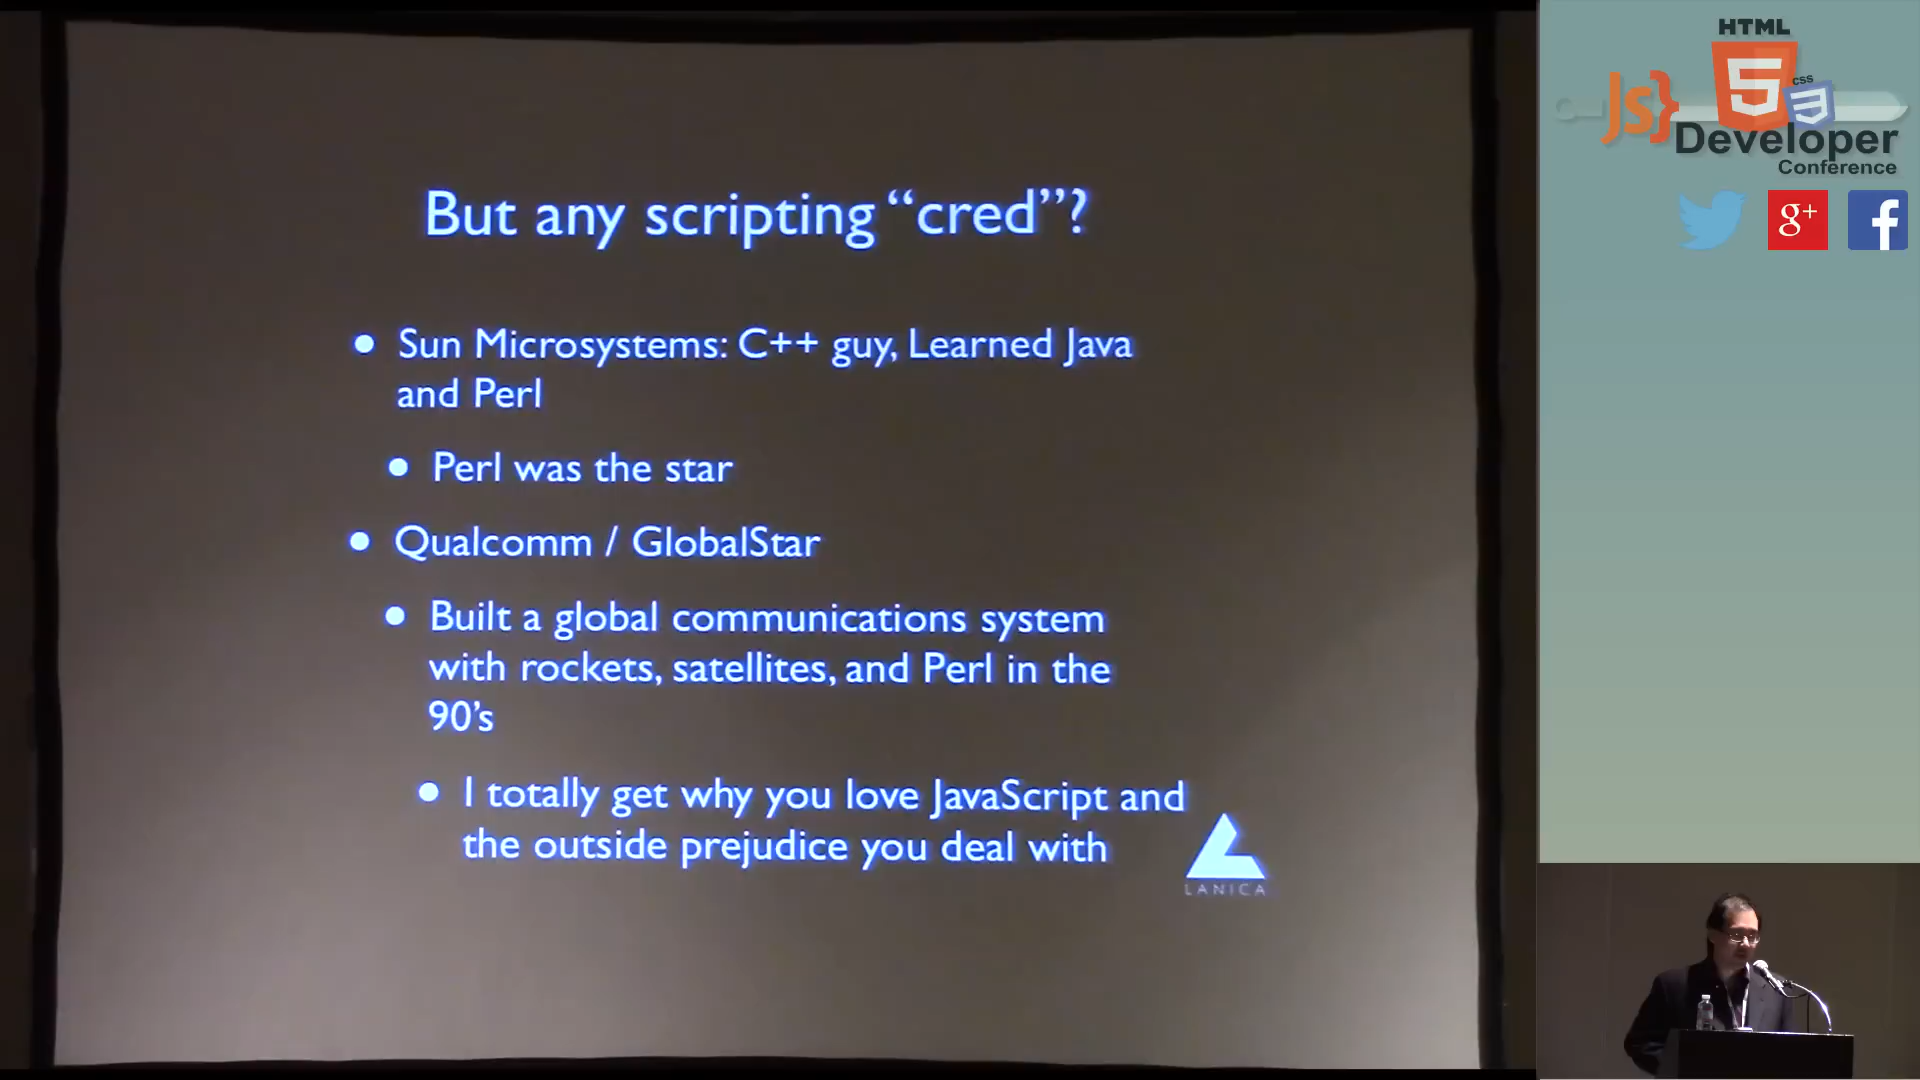 But any scripting “cred”?
• Sun Microsystems: C++ guy, Learned Java
and Perl
• Perl was the star
• Qualcomm / GlobalStar
• Built a global communications system
with rockets, satellites, and Perl in the
90’s
• I totally get why you love JavaScript and
the outside prejudice you deal with
LANICA
HTML
5
JS}
CSS
3
Developer
Conference
g+
f